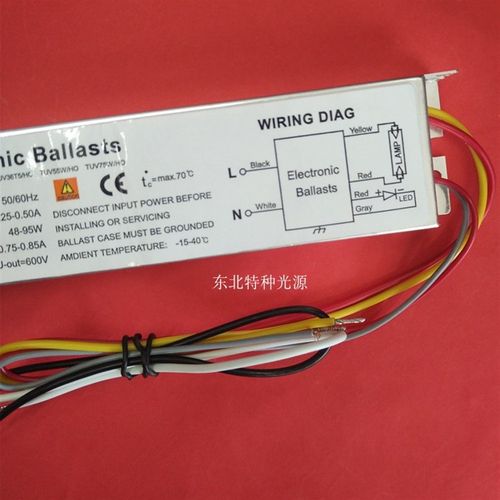 nic Ballasts
UV36T5/HO TUV55W/HO TUV75W/HO
50/60Hz
25-0.50A
48-95W
0.75-0.85A
U-out=600V
tc=max.70℃
DISCONNECT INPUT POWER BEFORE
INSTALLING OR SERVICING
BALLAST CASE MUST BE GROUNDED
AMDIENT TEMPERATURE: -15-40℃
WIRING DIAG
L
Black
N
White
Electronic
Ballasts
Yellow
Red
Red
Gray
LAMP
LED
东北特种光源